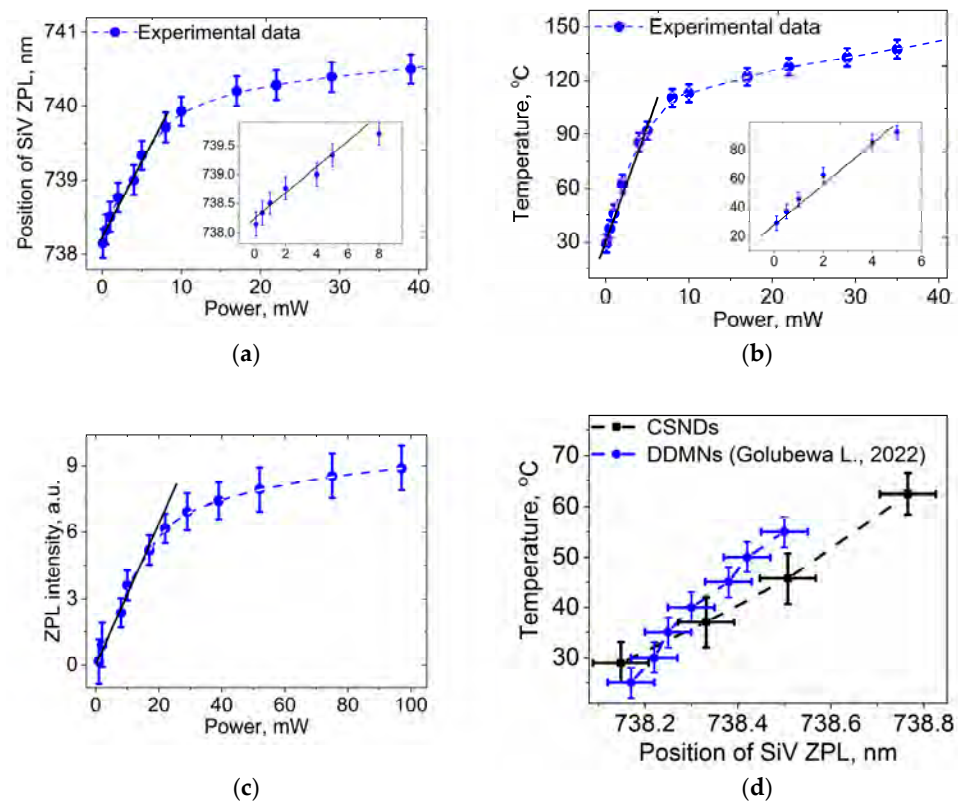 741
740
739
738
Position of SiV ZPL, nm
Experimental data
739.5
739.0
738.5
738.0
0 2 4 6 8
0 10 20 30 40
Power, mW
(a)
150
120
90
60
30
Temperature, °C
Experimental data
80
60
40
20
0 2 4 6
0 10 20 30 40
Power, mW
(b)
9
6
3
0
ZPL intensity, a.u.
0 20 40 60 80 100
Power, mW
(c)
70
60
50
40
30
Temperature, °C
CSNDs
DDMNs (Golubewa L., 2022)
738.2 738.4 738.6 738.8
Position of SiV ZPL, nm
(d)